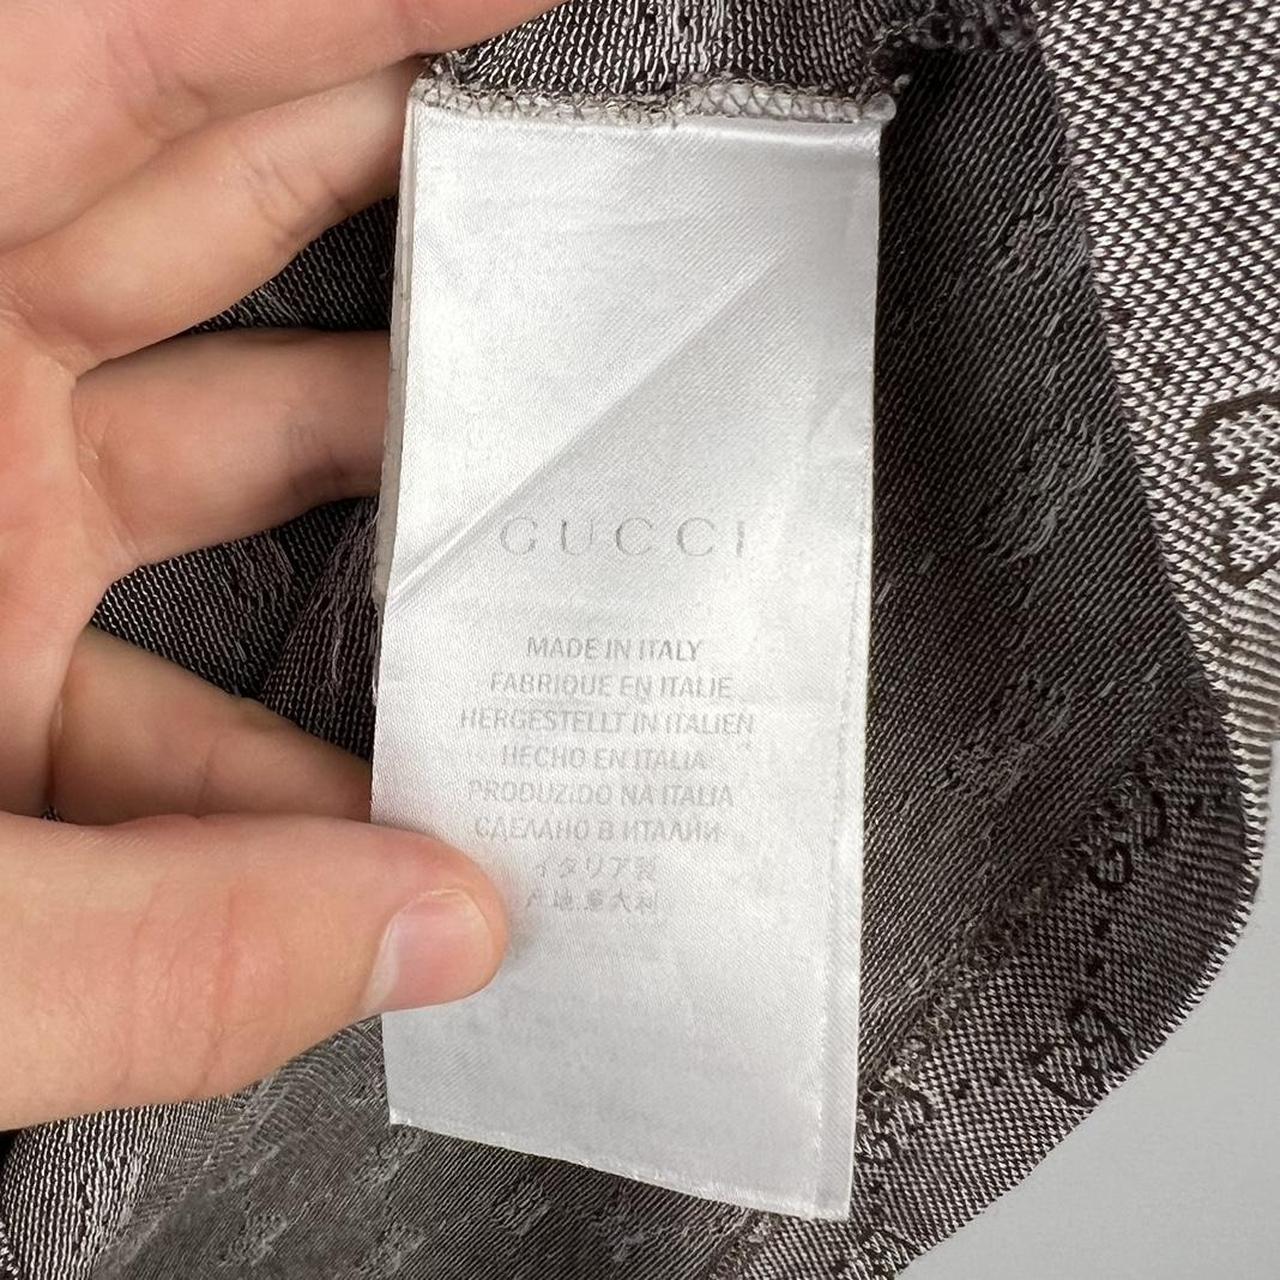 GUCCI
MADE IN ITALY
FABRIQUE EN ITALIE
HERGESTELLT IN ITALIEN
HECHO EN ITALIA
PRODUZIDO NA ITALIA
СДЕЛАНО В ИТАЛИИ
イタリア製
产地:意大利